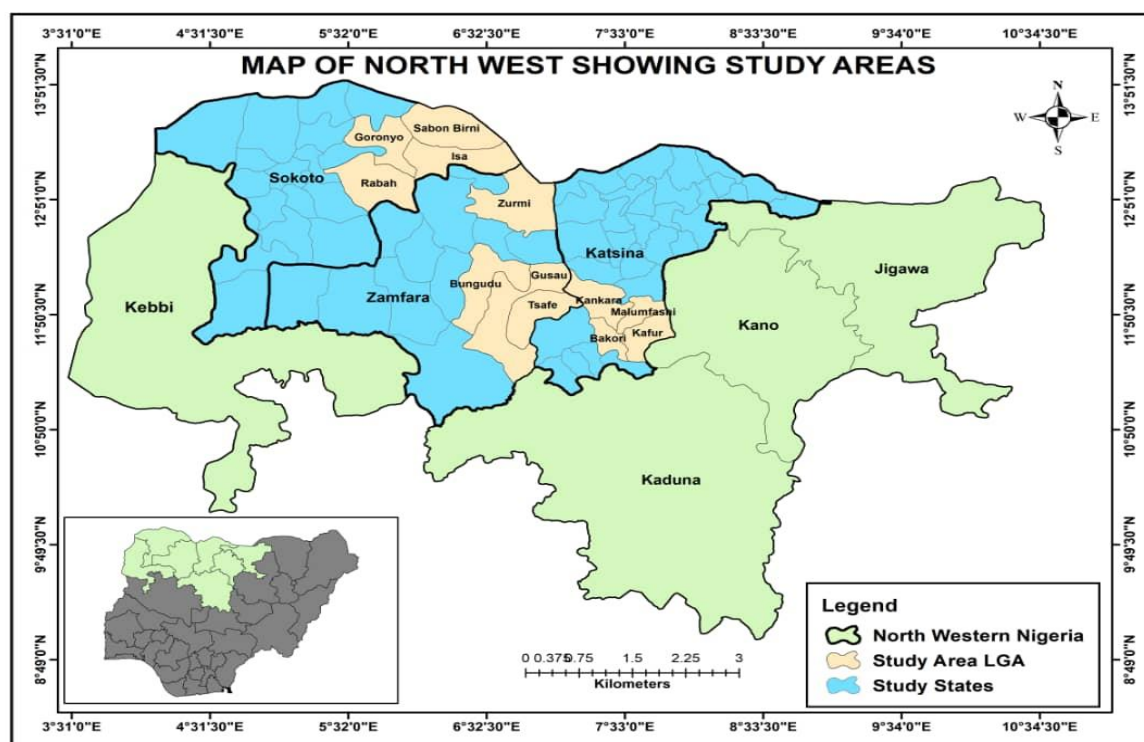 3°31'0"E 4°31'30"E 5°32'0"E 6°32'30"E 7°33'0"E 8°33'30"E 9°34'0"E 10°34'30"E
MAP OF NORTH WEST SHOWING STUDY AREAS
13°51'30"N
12°51'0"N
11°50'30"N
10°50'0"N
9°49'30"N
8°49'0"N
13°51'30"N
12°51'0"N
11°50'30"N
10°50'0"N
9°49'30"N
8°49'0"N
N
W E
S
Sabon Birni
Goronyo
Isa
Sokoto
Rabah
Zurmi
Katsina
Jigawa
Gusau
Bungudu
Kebbi
Zamfara
Tsafe
Kankara
Malumfashi
Kano
Bakori
Kafur
Kaduna
Legend
North Western Nigeria
Study Area LGA
Study States
0 0.375 0.75 1.5 2.25 3
Kilometers
3°31'0"E 4°31'30"E 5°32'0"E 6°32'30"E 7°33'0"E 8°33'30"E 9°34'0"E 10°34'30"E